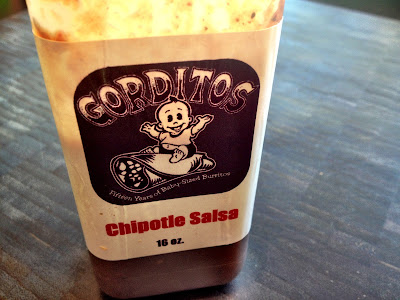 GORDITOS
Fifteen Years of Baby-Sized Burritos
Chipotle Salsa
16 oz.